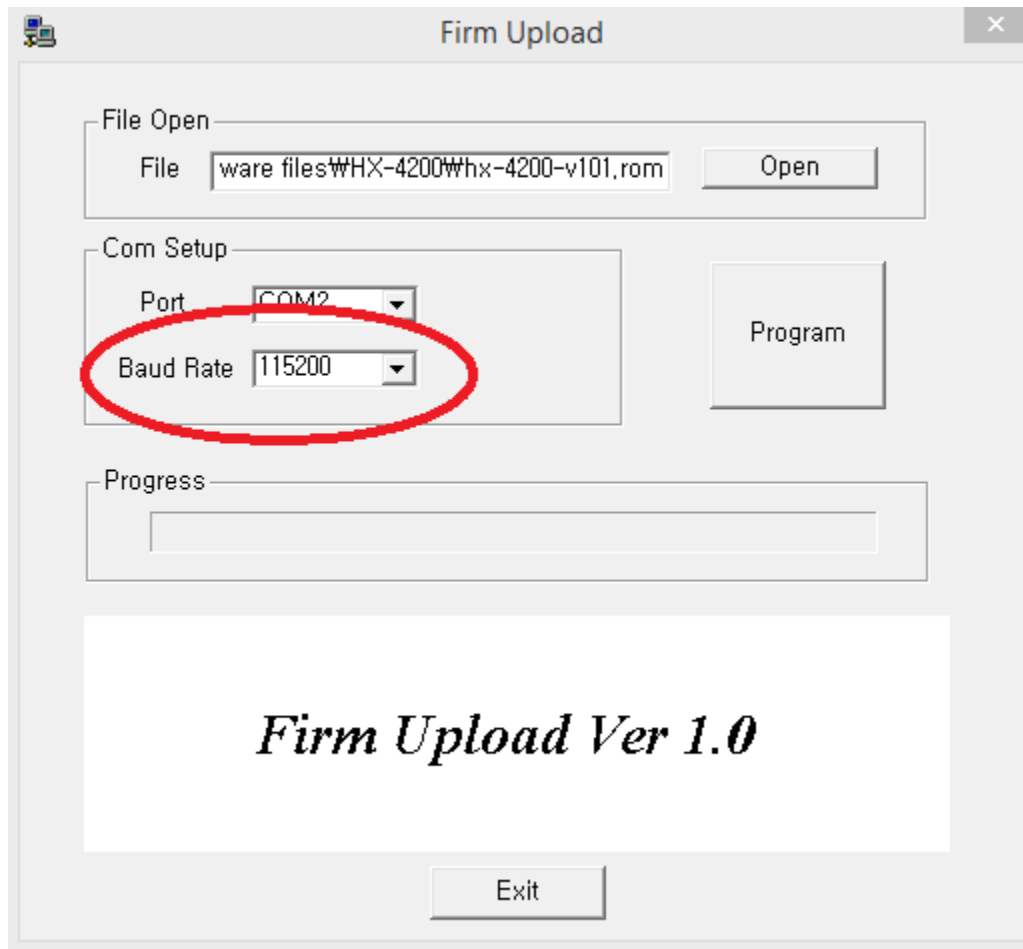 Firm Upload
File Open
File ware files₩HX-4200₩hx-4200-v101.rom Open
Com Setup
Port COM2
Baud Rate 115200
Program
Progress
Firm Upload Ver 1.0
Exit